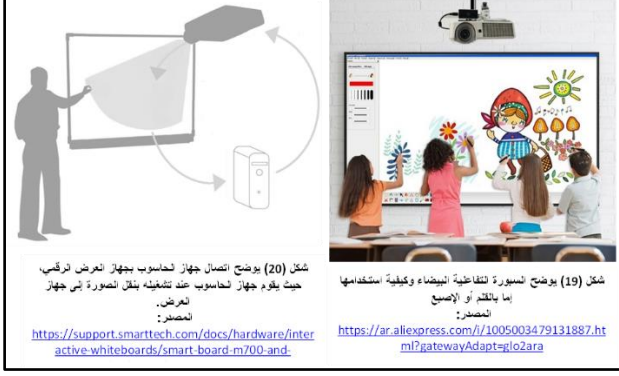 شكل (19) يوضح السبورة التفاعلية البيضاء وكيفية استخدامها
إما بالقلم أو الإصبع
المصدر:
https://ar.aliexpress.com/i/1005003479131887.ht
ml?gatewayAdapt=glo2ara
شكل (20) يوضح اتصال جهاز الحاسوب بجهاز العرض الرقمي،
حيث يقوم جهاز الحاسوب عند تشغيله بنقل الصورة إلى جهاز
العرض.
المصدر:
https://support.smarttech.com/docs/hardware/inter
active-whiteboards/smart-board-m700-and-